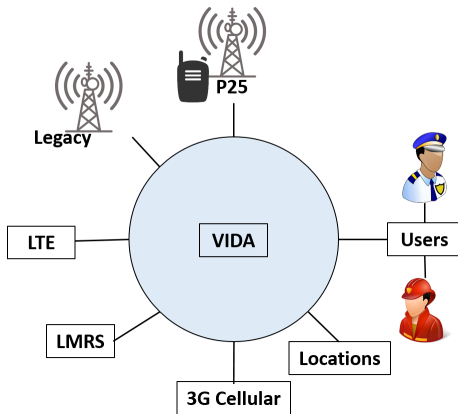 P25
Legacy
LTE
VIDA
Users
LMRS
Locations
3G Cellular